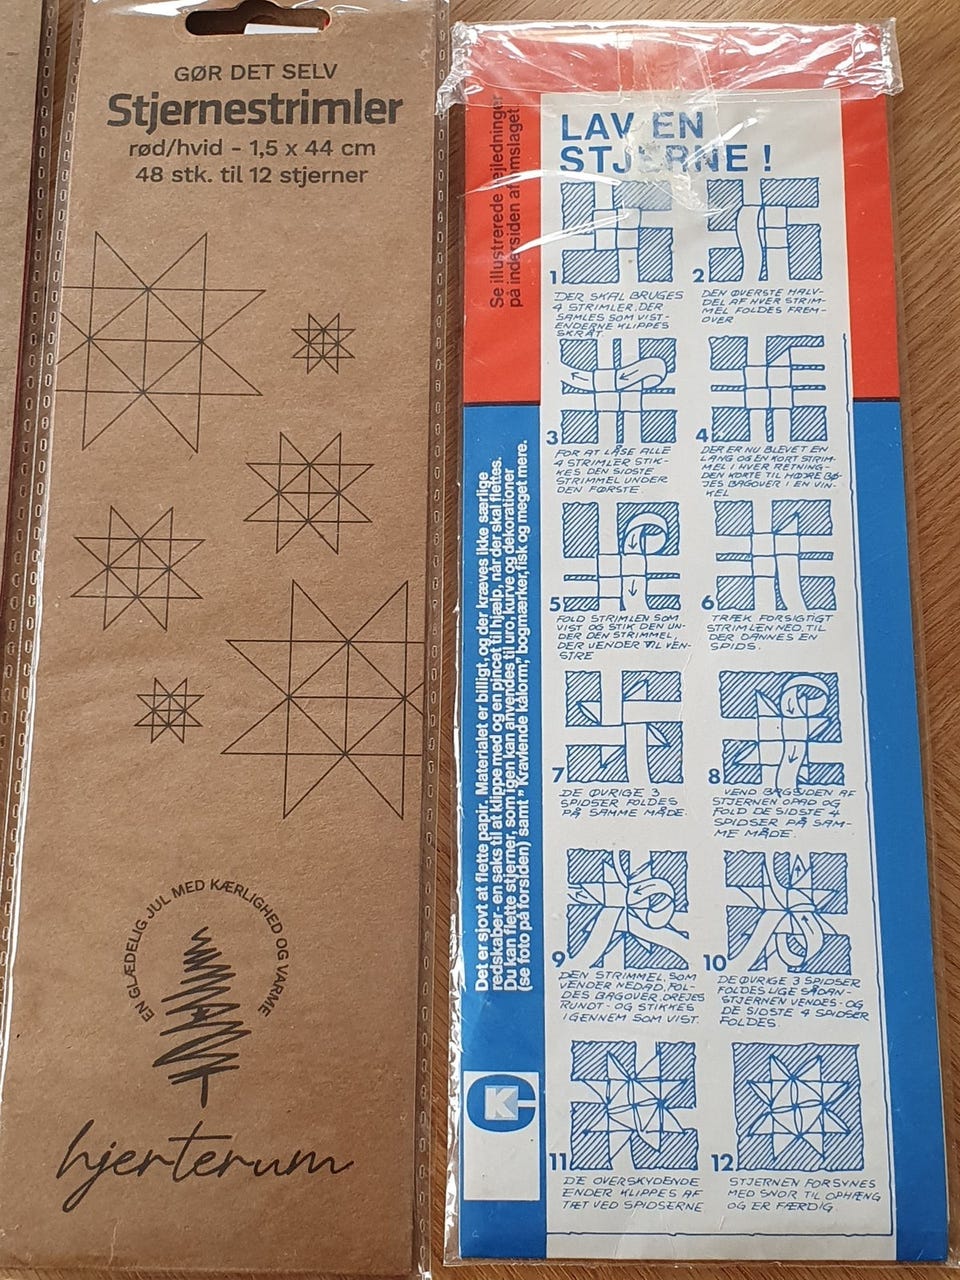 GØR DET SELV
Stjernestrimler
rød/hvid - 1,5 x 44 cm
48 stk. til 12 stjerner
EN GLÆDELIG JUL MED KÆRLIGHED OG VARME
hjerterum
Se illustrerede vejledninger
på indersiden af omslaget
Det er sjovt at flette papir. Materialet er billigt, og der kræves ikke særlige
redskaber - en saks til at klippe med og en pincet til hjælp, når der skal flettes.
Du kan flette stjerner, som igen kan anvendes til uro, kurve og dekorationer
(se foto på forsiden) samt "Kravlende kålorm," bogmærker, fisk og meget mere.
CK
LAV EN
STJERNE !
1
DER SKAL BRUGES
4 STRIMLER, DER
SAMLES SOM VIST-
ENDERNE KLIPPES
SKRÅT.
2
DEN ØVERSTE HALV-
DEL AF HVER STRIM-
MEL FOLDES FREM-
OVER
3
FOR AT LÅSE ALLE
4 STRIMLER STIK-
KES DEN SIDSTE
STRIMMEL UNDER
DEN FØRSTE.
4
DER ER NU BLEVET EN
LANG OG EN KORT STRIM-
MEL I HVER RETNING-
DEN KORTE TIL HØJRE BØ-
JES BAGOVER I EN VIN-
KEL
5
FOLD STRIMLEN SOM
VIST OG STIK DEN UN-
DER DEN STRIMMEL,
DER VENDER TIL VEN-
STRE
6
TRÆK FORSIGTIGT
STRIMLEN NED, TIL
DER DANNES EN
SPIDS.
7
DE ØVRIGE 3
SPIDSER FOLDES
PÅ SAMME MÅDE.
8
VEND BAGSIDEN AF
STJERNEN OPAD OG
FOLD DE SIDSTE 4
SPIDSER PÅ SAM-
ME MÅDE.
9
DEN STRIMMEL, SOM
VENDER NEDAD, FOL-
DES BAGOVER, DREJES
RUNDT - OG STIKKES
IGENNEM SOM VIST.
10
DE ØVRIGE 3 SPIDSER
FOLDES LIGE SÅDAN-
STJERNEN VENDES - OG
DE SIDSTE 4 SPIDSER
FOLDES.
11
DE OVERSKYDENDE
ENDER KLIPPES AF
TÆT VED SPIDSERNE
12
STJERNEN FORSYNES
MED SNOR TIL OPHÆNG
OG ER FÆRDIG.